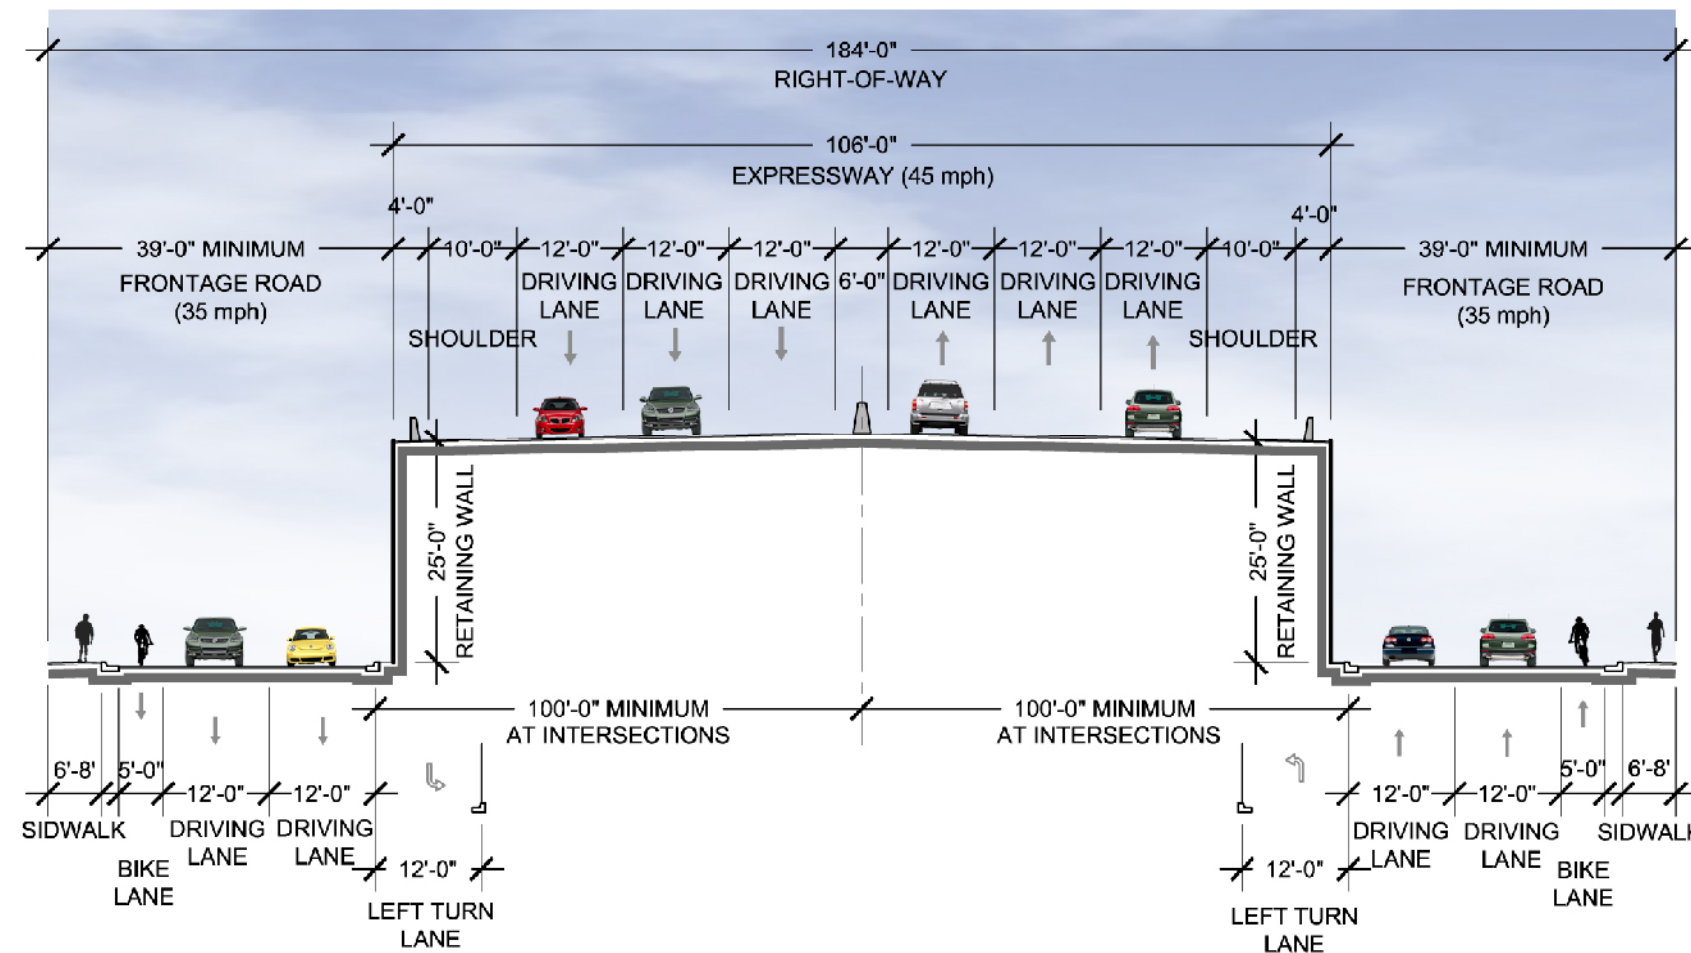 184'-0"
RIGHT-OF-WAY
106'-0"
EXPRESSWAY (45 mph)
4'-0"
4'-0"
39'-0" MINIMUM
10'-0"
12'-0"
12'-0"
12'-0"
12'-0"
12'-0"
12'-0"
10'-0"
39'-0" MINIMUM
FRONTAGE ROAD
(35 mph)
SHOULDER
DRIVING
LANE
DRIVING
LANE
DRIVING
LANE
6'-0"
DRIVING
LANE
DRIVING
LANE
DRIVING
LANE
SHOULDER
FRONTAGE ROAD
(35 mph)
25'-0"
RETAINING WALL
25'-0"
RETAINING WALL
100'-0" MINIMUM
AT INTERSECTIONS
100'-0" MINIMUM
AT INTERSECTIONS
6'-8'
5'-0"
12'-0"
12'-0"
12'-0"
12'-0"
5'-0"
6'-8'
SIDWALK
BIKE
LANE
DRIVING
LANE
DRIVING
LANE
12'-0"
LEFT TURN
LANE
12'-0"
LEFT TURN
LANE
DRIVING
LANE
DRIVING
LANE
BIKE
LANE
SIDWALK